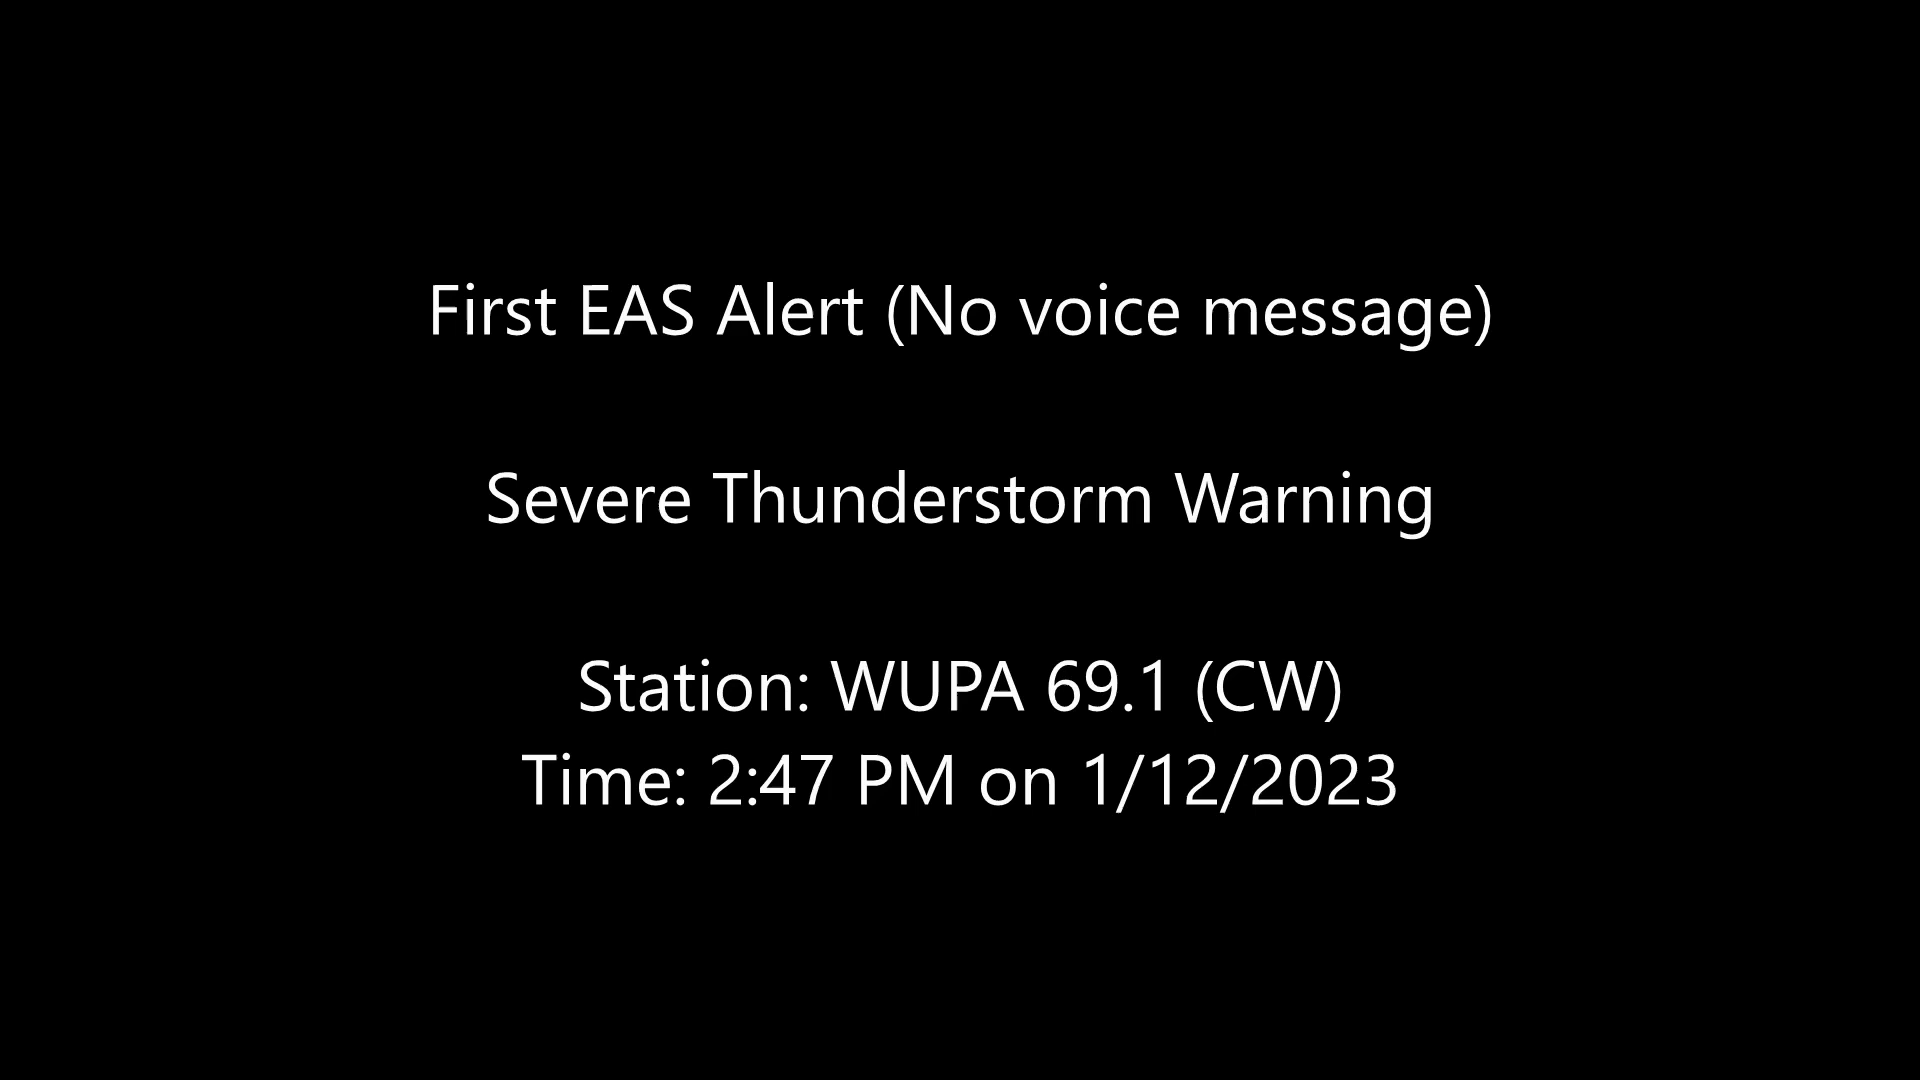 First EAS Alert (No voice message)
Severe Thunderstorm Warning
Station: WUPA 69.1 (CW)
Time: 2:47 PM on 1/12/2023